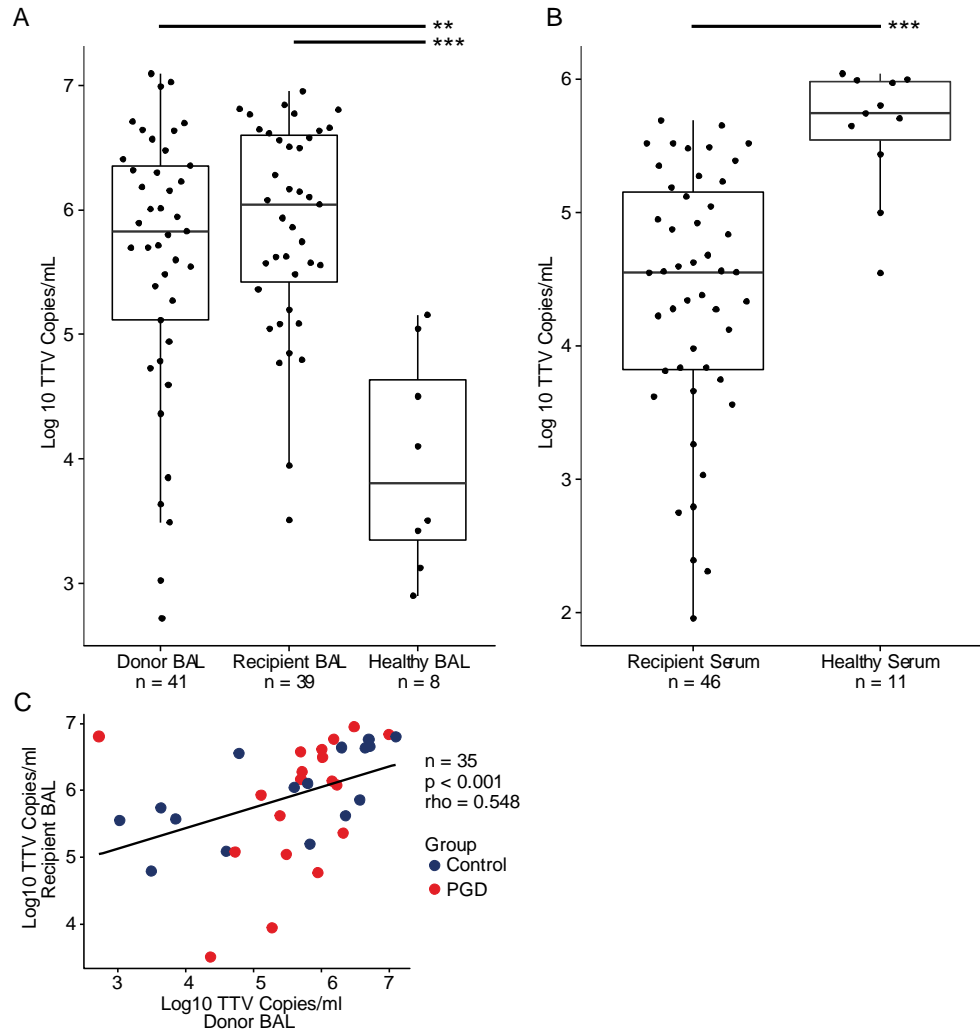 A
**
***
Log 10 TTV Copies/mL
7
6
5
4
3
Donor BAL
n = 41
Recipient BAL
n = 39
Healthy BAL
n = 8
B
***
Log 10 TTV Copies/mL
6
5
4
3
2
Recipient Serum
n = 46
Healthy Serum
n = 11
C
Log10 TTV Copies/ml
Recipient BAL
7
6
5
4
3 4 5 6 7
Log10 TTV Copies/ml
Donor BAL
n = 35
p < 0.001
rho = 0.548
Group
Control
PGD